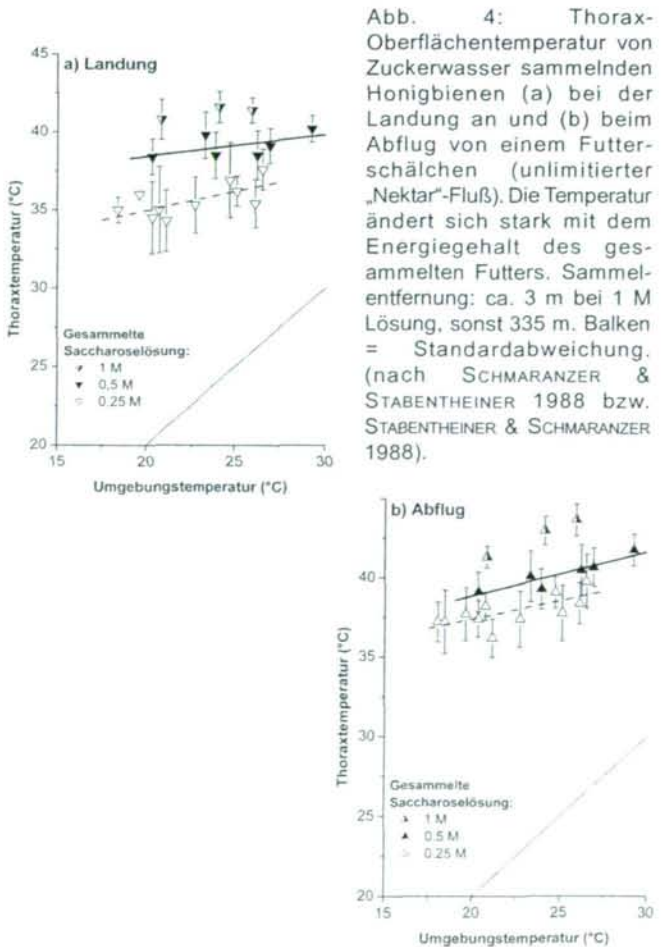 Abb. 4: Thorax-
Oberflächentemperatur von
Zuckerwasser sammelnden
Honigbienen (a) bei der
Landung an und (b) beim
Abflug von einem Futter-
schälchen (unlimitierter
„Nektar"-Fluß). Die Temperatur
ändert sich stark mit dem
Energiegehalt des ges-
ammelten Futters. Sammel-
entfernung: ca. 3 m bei 1 M
Lösung, sonst 335 m. Balken
= Standardabweichung.
(nach SCHMARANZER &
STABENTHEINER 1988 bzw.
STABENTHEINER & SCHMARANZER
1988).
a) Landung
45
40
35
30
25
20
Thoraxtemperatur (°C)
Gesammelte
Saccharoselösung:
1 M
0,5 M
0.25 M
15 20 25 30
Umgebungstemperatur (°C)
b) Abflug
40
35
30
25
20
Thoraxtemperatur (°C)
Gesammelte
Saccharoselösung:
1 M
0.5 M
0.25 M
15 20 25 30
Umgebungstemperatur (°C)